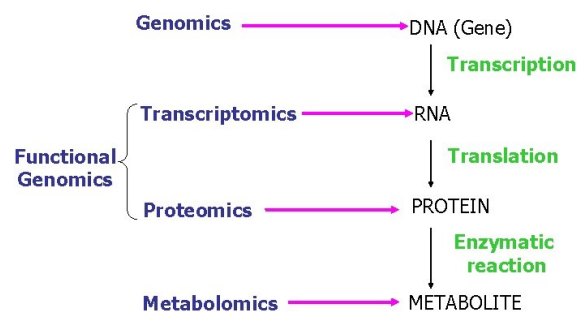 Genomics
DNA (Gene)
Transcription
Transcriptomics
RNA
Functional
Genomics
Translation
Proteomics
PROTEIN
Enzymatic
reaction
Metabolomics
METABOLITE